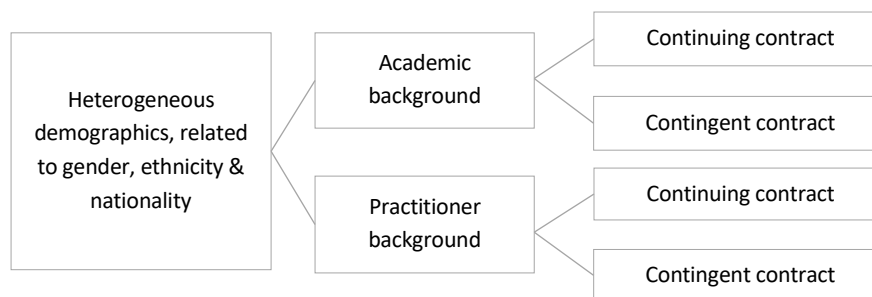 Heterogeneous
demographics, related
to gender, ethnicity &
nationality
Academic
background
Continuing contract
Contingent contract
Practitioner
background
Continuing contract
Contingent contract